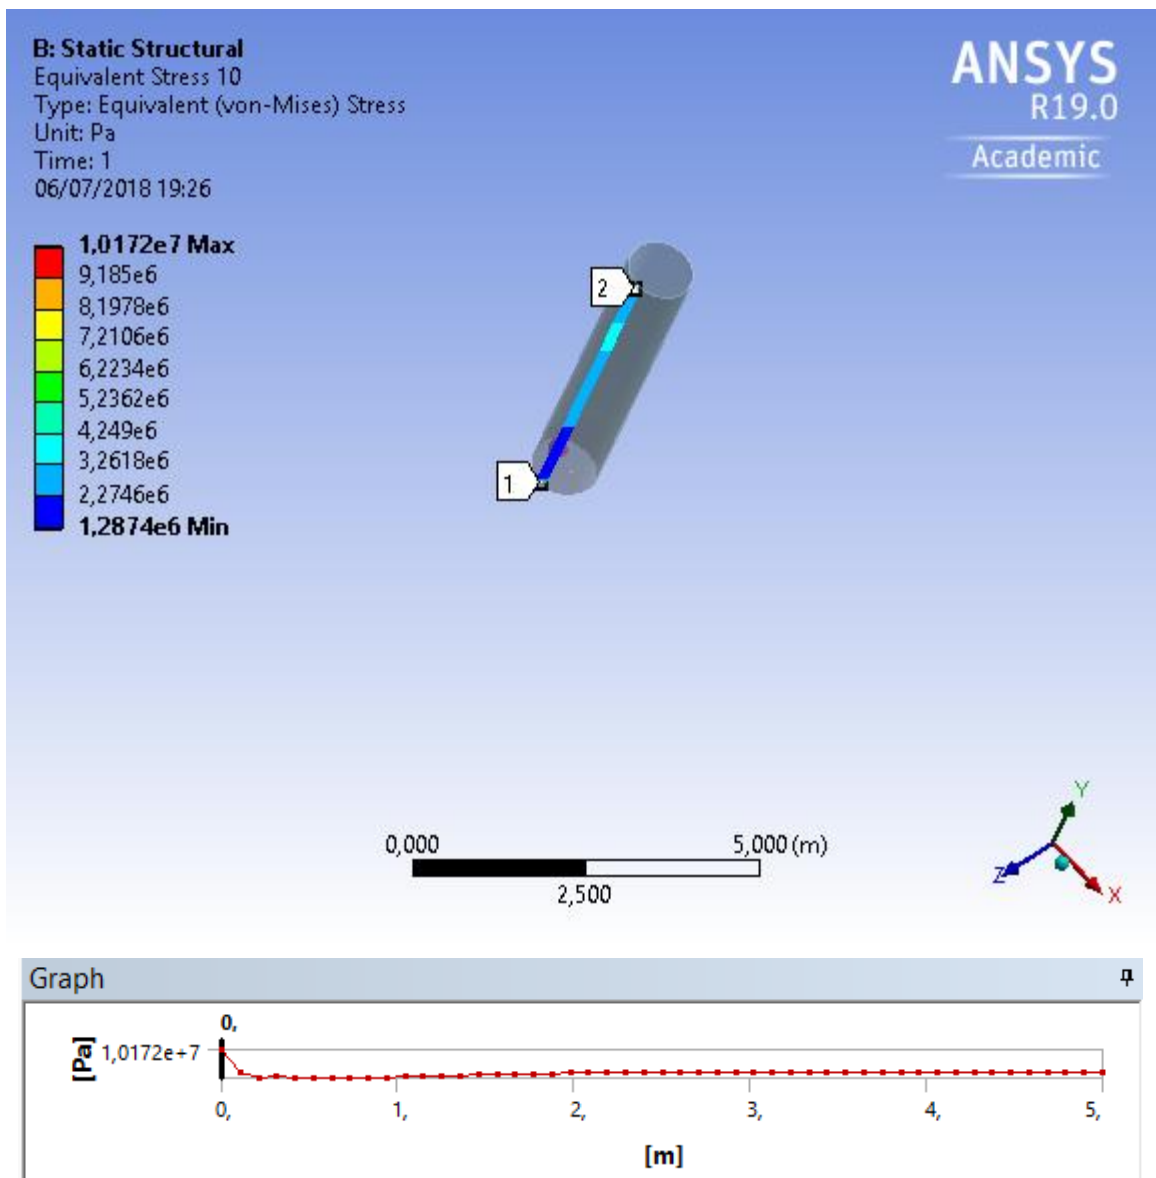 B: Static Structural
Equivalent Stress 10
Type: Equivalent (von-Mises) Stress
Unit: Pa
Time: 1
06/07/2018 19:26
ANSYS
R19.0
Academic
1,0172e7 Max
9,185e6
8,1978e6
7,2106e6
6,2234e6
5,2362e6
4,249e6
3,2618e6
2,2746e6
1,2874e6 Min
2
1
0,000
5,000 (m)
2,500
Y
Z
X
Graph
0,
[Pa]
1,0172e+7
0,
1,
2,
3,
4,
5,
[m]